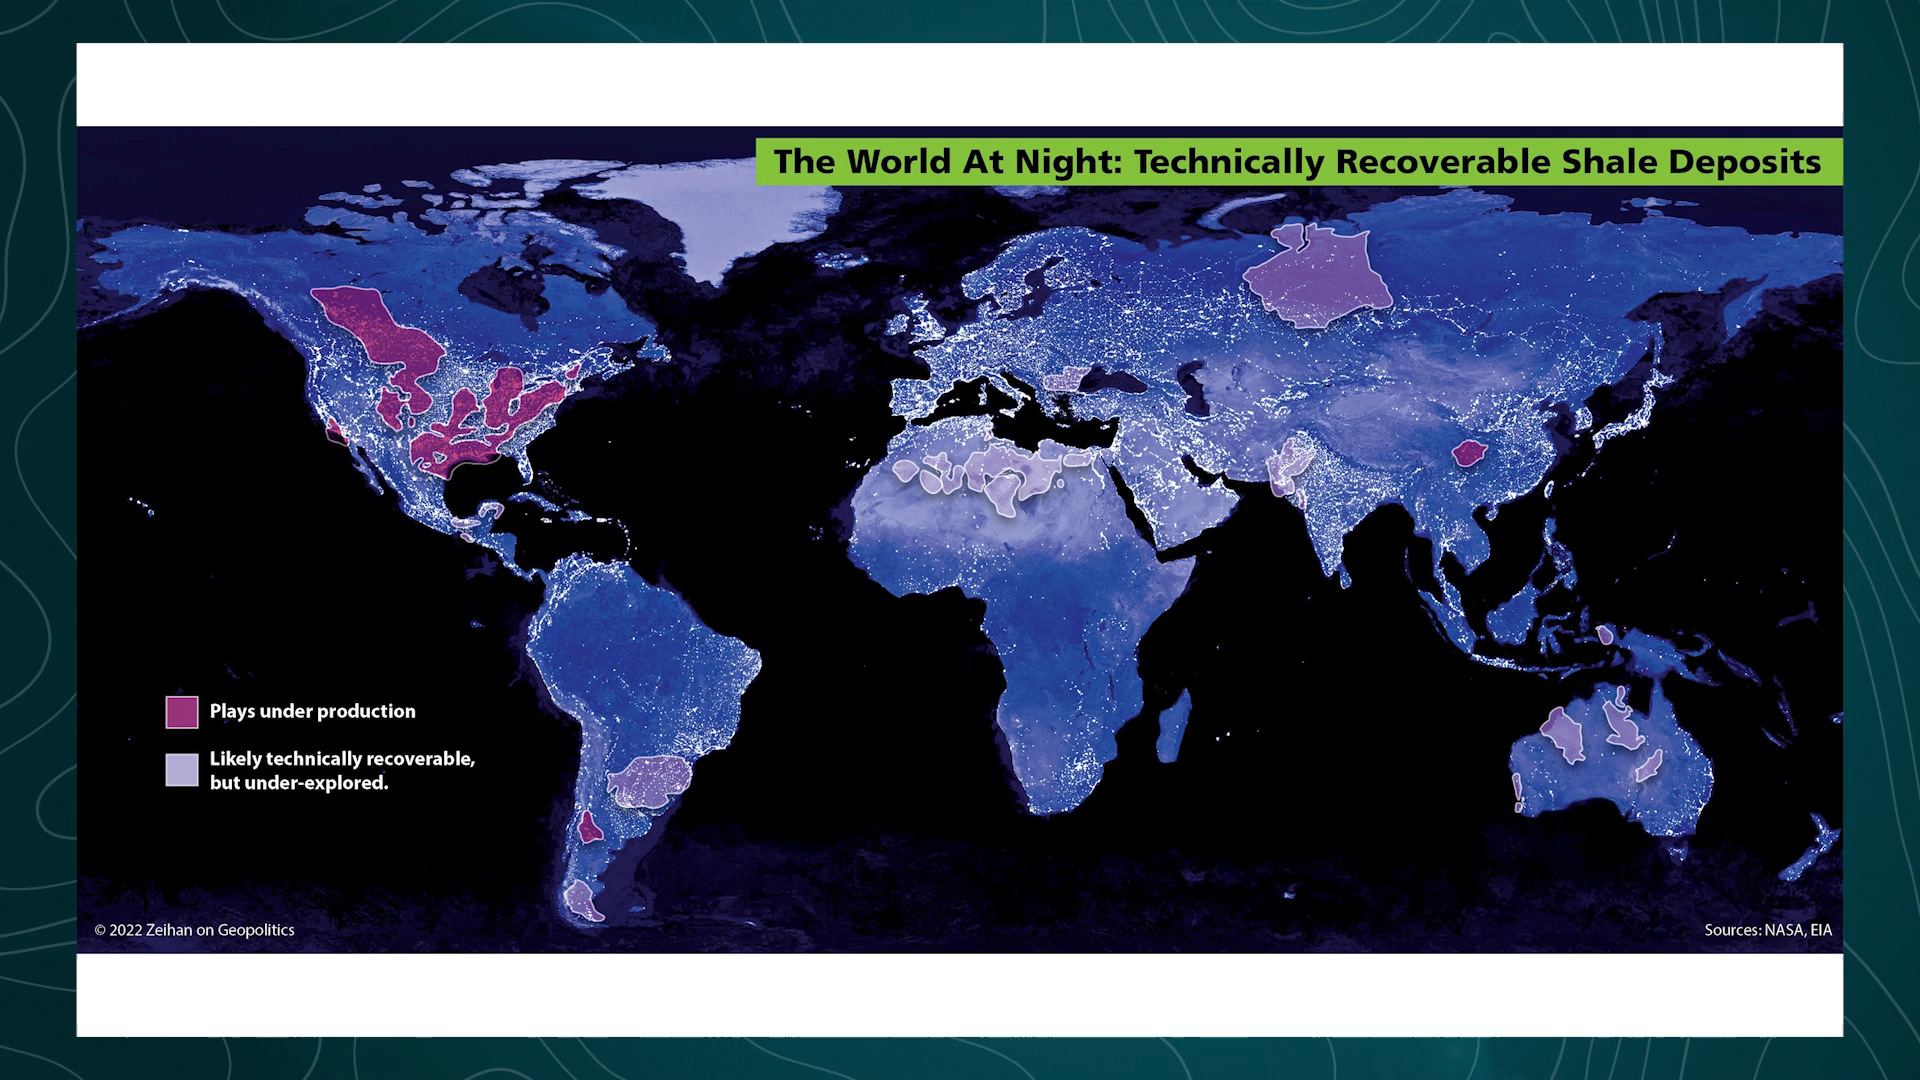 The World At Night: Technically Recoverable Shale Deposits
Plays under production
Likely technically recoverable,
but under-explored.
© 2022 Zeihan on Geopolitics
Sources: NASA, EIA